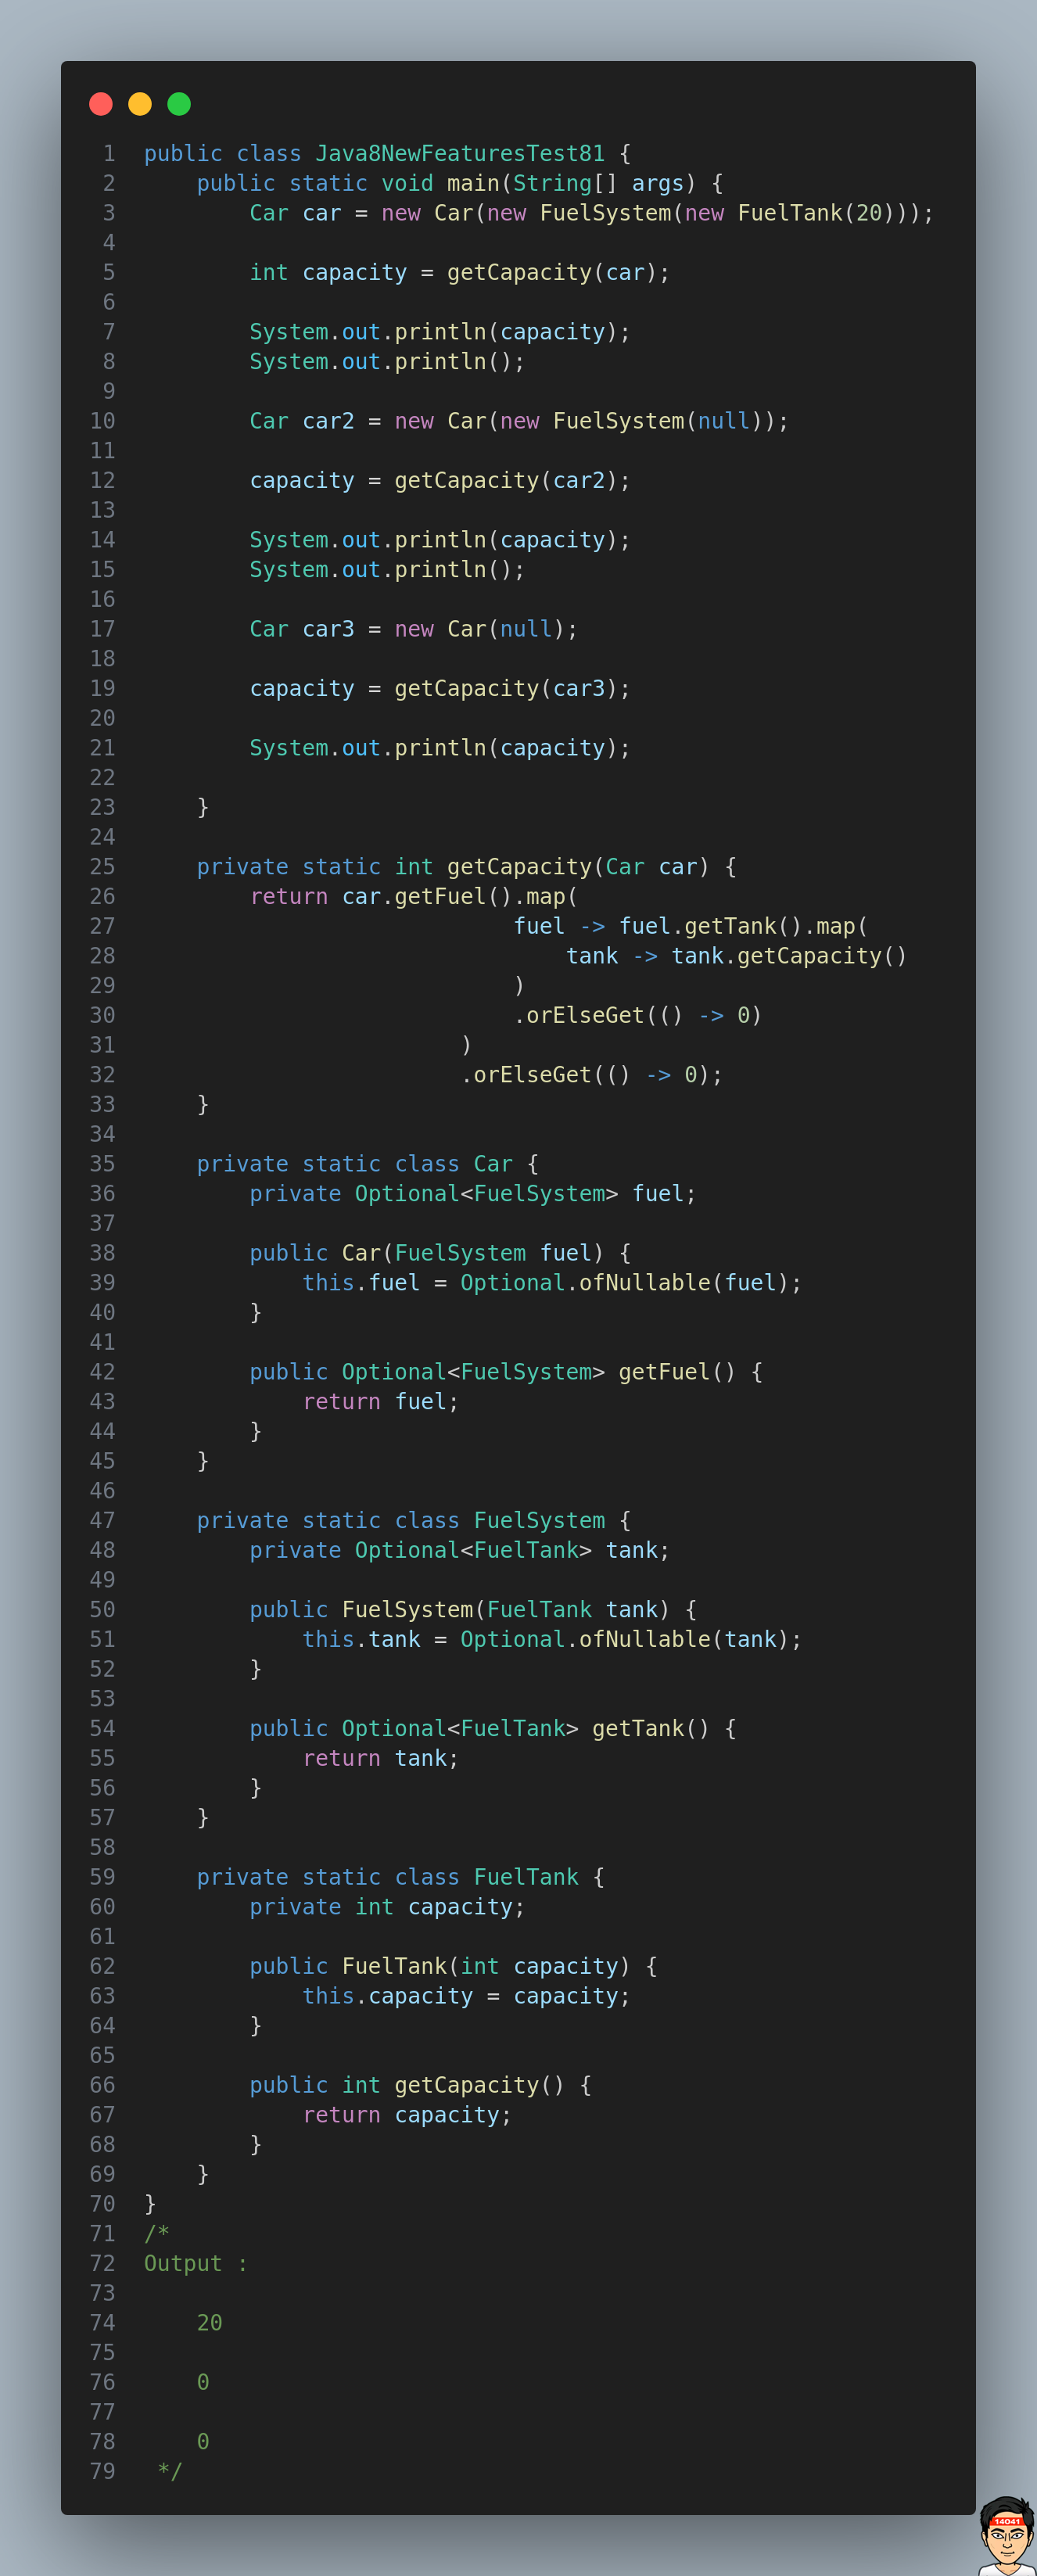 1 public class Java8NewFeaturesTest81 {
2     public static void main(String[] args) {
3         Car car = new Car(new FuelSystem(new FuelTank(20)));
4
5         int capacity = getCapacity(car);
6
7         System.out.println(capacity);
8         System.out.println();
9
10         Car car2 = new Car(new FuelSystem(null));
11
12         capacity = getCapacity(car2);
13
14         System.out.println(capacity);
15         System.out.println();
16
17         Car car3 = new Car(null);
18
19         capacity = getCapacity(car3);
20
21         System.out.println(capacity);
22
23     }
24
25     private static int getCapacity(Car car) {
26         return car.getFuel().map(
27                             fuel -> fuel.getTank().map(
28                                 tank -> tank.getCapacity()
29                             )
30                             .orElseGet(() -> 0)
31                         )
32                         .orElseGet(() -> 0);
33     }
34
35     private static class Car {
36         private Optional<FuelSystem> fuel;
37
38         public Car(FuelSystem fuel) {
39             this.fuel = Optional.ofNullable(fuel);
40         }
41
42         public Optional<FuelSystem> getFuel() {
43             return fuel;
44         }
45     }
46
47     private static class FuelSystem {
48         private Optional<FuelTank> tank;
49
50         public FuelSystem(FuelTank tank) {
51             this.tank = Optional.ofNullable(tank);
52         }
53
54         public Optional<FuelTank> getTank() {
55             return tank;
56         }
57     }
58
59     private static class FuelTank {
60         private int capacity;
61
62         public FuelTank(int capacity) {
63             this.capacity = capacity;
64         }
65
66         public int getCapacity() {
67             return capacity;
68         }
69     }
70 }
71 /*
72 Output :
73
74     20
75
76     0
77
78     0
79  */
14041